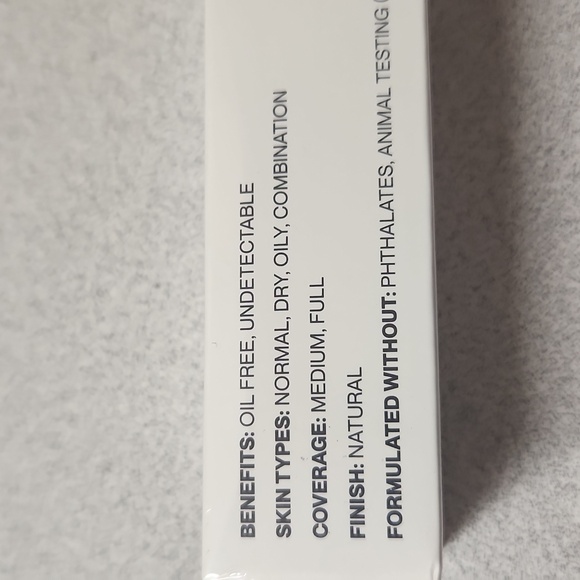 BENEFITS: OIL FREE, UNDETECTABLE
SKIN TYPES: NORMAL, DRY, OILY, COMBINATION
COVERAGE: MEDIUM, FULL
FINISH: NATURAL
FORMULATED WITHOUT: PHTHALATES, ANIMAL TESTING (